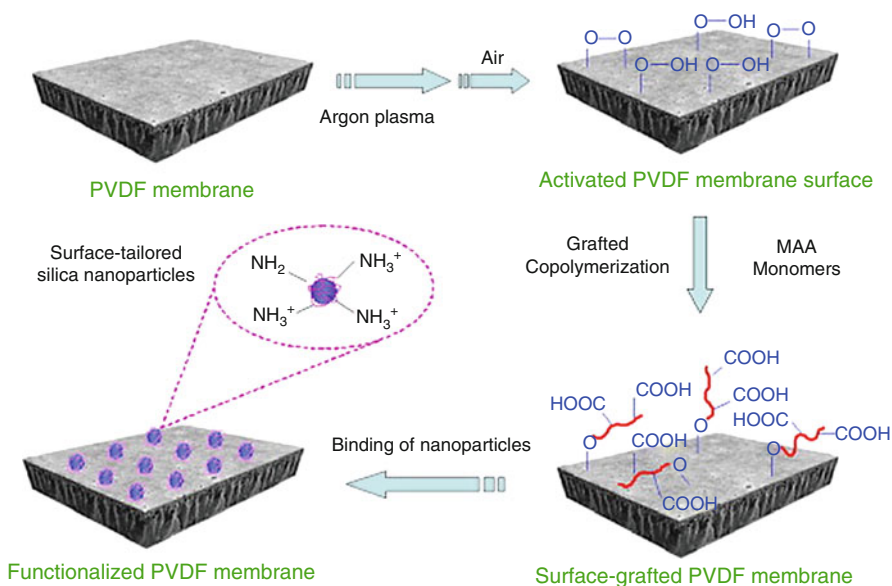 O—O
O—OH
O—O
O—OH
O—OH
Air
Argon plasma
PVDF membrane
Activated PVDF membrane surface
Surface-tailored
silica nanoparticles
NH₂
NH₃⁺
NH₃⁺
NH₃⁺
Grafted
Copolymerization
MAA
Monomers
COOH
HOOC
COOH
COOH
HOOC
COOH
O
O
COOH
O
O
COOH
Binding of nanoparticles
Functionalized PVDF membrane
Surface-grafted PVDF membrane